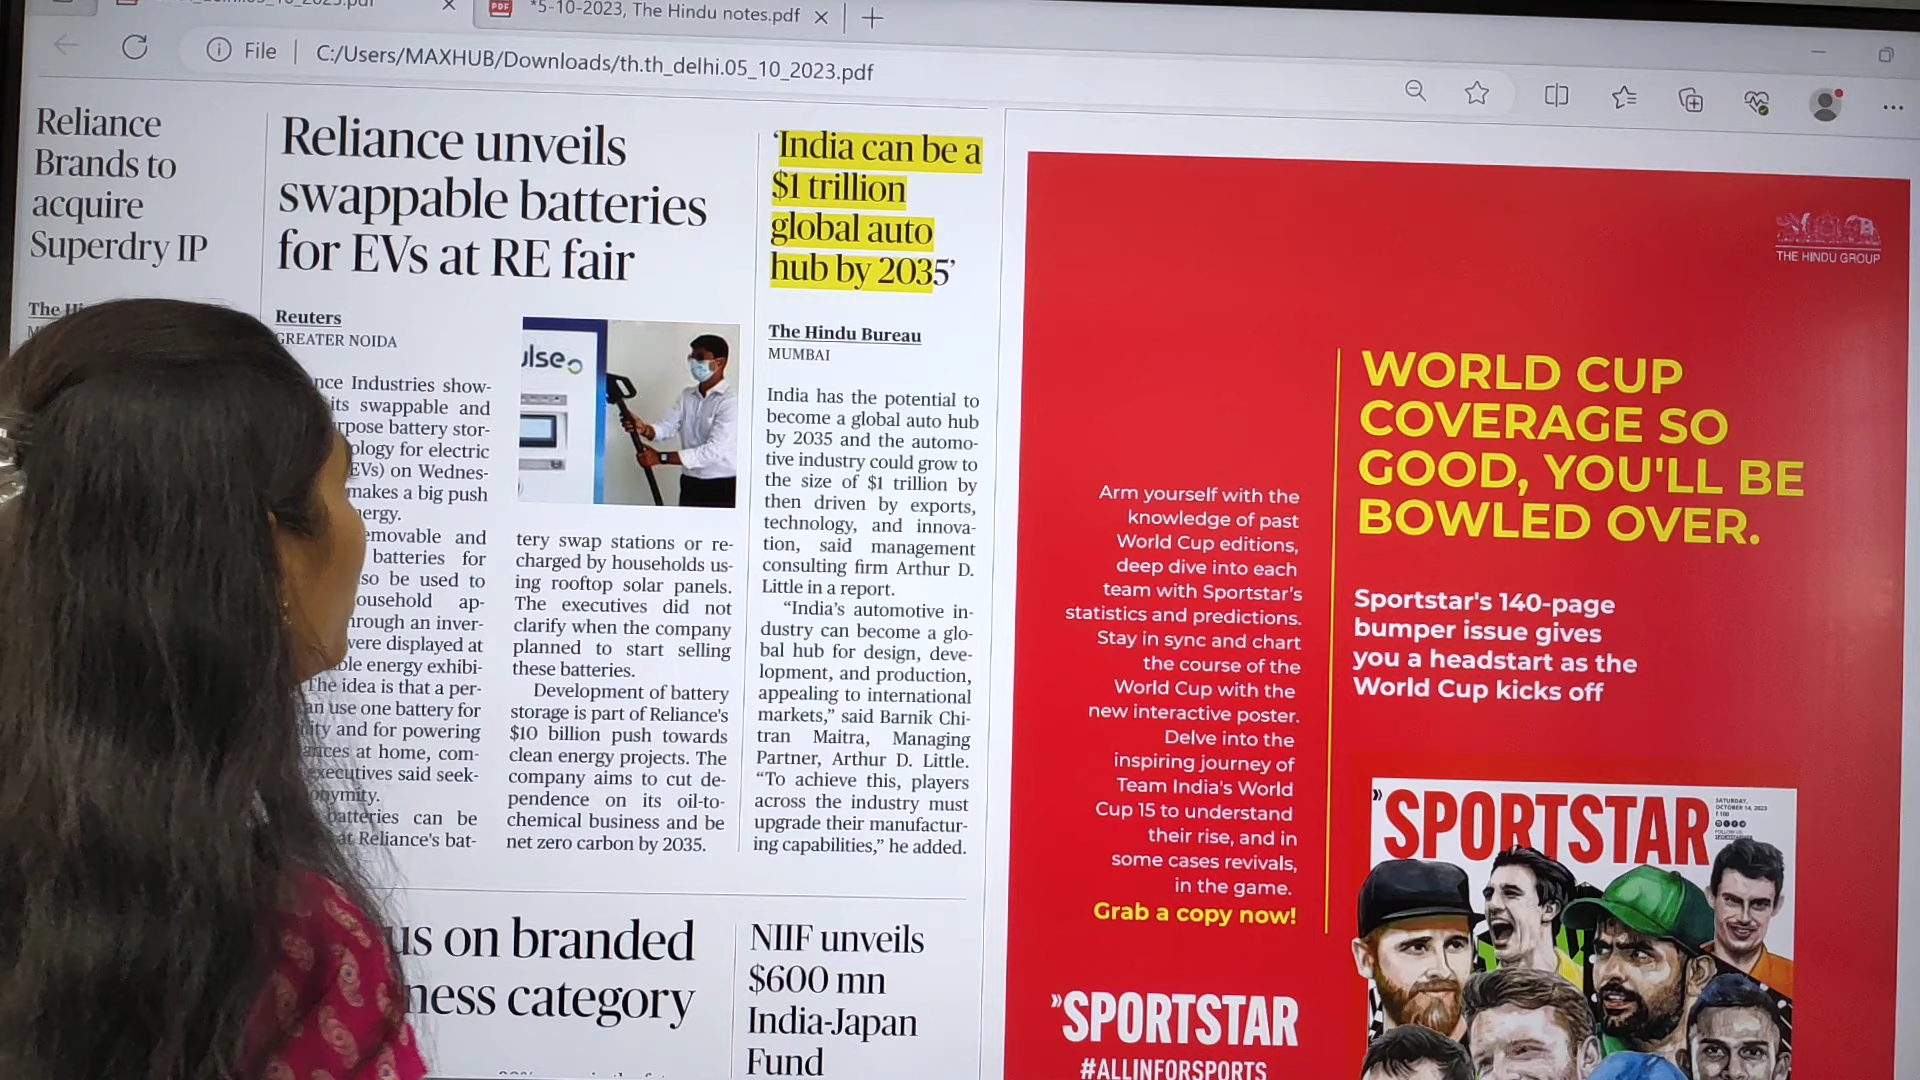 *5-10-2023, The Hindu notes.pdf
File
C:/Users/MAXHUB/Downloads/th.th_delhi.05_10_2023.pdf
Reliance
Brands to
acquire
Superdry IP
Reliance unveils
swappable batteries
for EVs at RE fair
Reuters
GREATER NOIDA
Industries show-
its swappable and
battery stor-
for electric
EVs) on Wednes-
makes a big push
and
batteries for
be used to
ap-
an inver-
were displayed at
energy exhibi-
The idea is that a per-
use one battery for
and for powering
at home, com-
executives said seek-
can be
at Reliance's bat-
ulse
tery swap stations or re-
charged by households us-
ing rooftop solar panels.
The executives did not
clarify when the company
planned to start selling
these batteries.
Development of battery
storage is part of Reliance's
$10 billion push towards
clean energy projects. The
company aims to cut de-
pendence on its oil-to-
chemical business and be
net zero carbon by 2035.
‘India can be a
$1 trillion
global auto
hub by 2035’
The Hindu Bureau
MUMBAI
India has the potential to
become a global auto hub
by 2035 and the automo-
tive industry could grow to
the size of $1 trillion by
then driven by exports,
technology, and innova-
tion, said management
consulting firm Arthur D.
Little in a report.
“India’s automotive in-
dustry can become a glo-
bal hub for design, deve-
lopment, and production,
appealing to international
markets,” said Barnik Chi-
tran Maitra, Managing
Partner, Arthur D. Little.
“To achieve this, players
across the industry must
upgrade their manufactur-
ing capabilities,” he added.
us on branded
ness category
NIIF unveils
$600 mn
India-Japan
Fund
THE HINDU GROUP
WORLD CUP
COVERAGE SO
GOOD, YOU'LL BE
BOWLED OVER.
Arm yourself with the
knowledge of past
World Cup editions,
deep dive into each
team with Sportstar’s
statistics and predictions.
Stay in sync and chart
the course of the
World Cup with the
new interactive poster.
Delve into the
inspiring journey of
Team India's World
Cup 15 to understand
their rise, and in
some cases revivals,
in the game.
Grab a copy now!
Sportstar's 140-page
bumper issue gives
you a headstart as the
World Cup kicks off
SPORTSTAR
SATURDAY,
OCTOBER 14, 2023
SPORTSTAR
#ALLINFORSPORTS